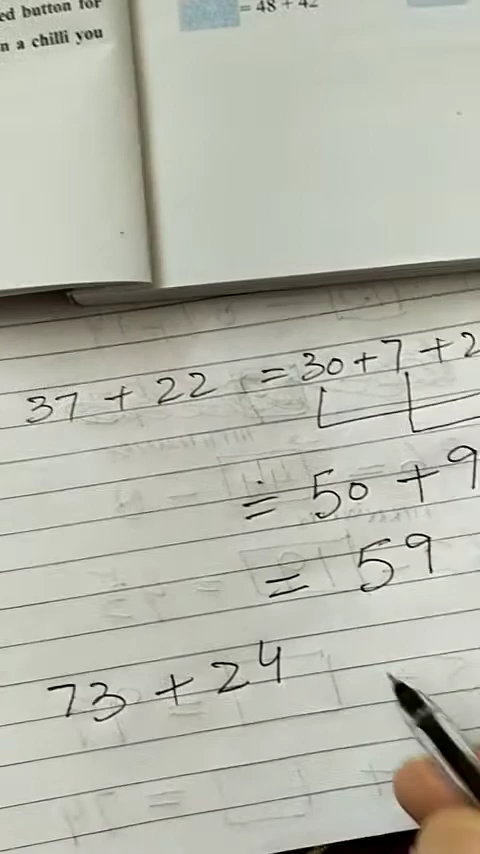 ed button for
n a chilli you
= 48 + 42
37 + 22 = 30 + 7 + 2
= 50 + 9
= 59
73 + 24